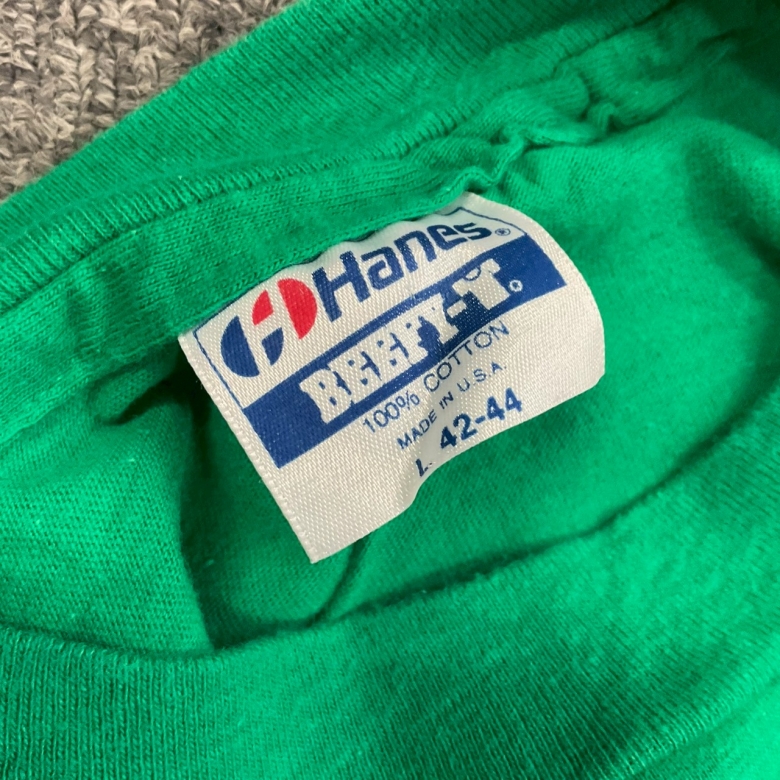 Hanes®
BEEFY-T®
100% COTTON
MADE IN U.S.A.
L 42-44